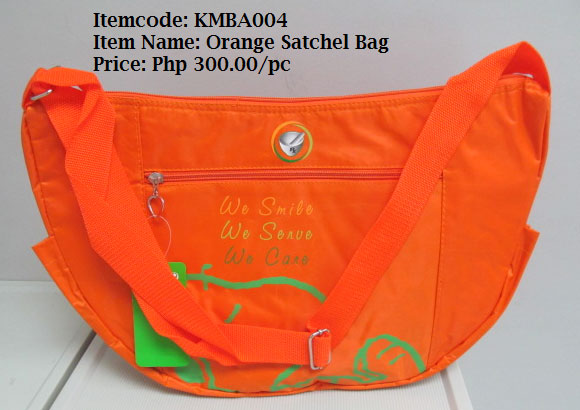 Itemcode: KMBA004
Item Name: Orange Satchel Bag
Price: Php 300.00/pc
We Smile
We Serve
We Care